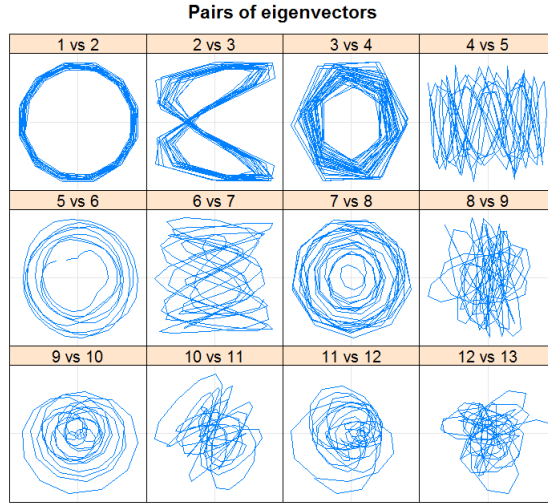 Pairs of eigenvectors
1 vs 2
2 vs 3
3 vs 4
4 vs 5
5 vs 6
6 vs 7
7 vs 8
8 vs 9
9 vs 10
10 vs 11
11 vs 12
12 vs 13